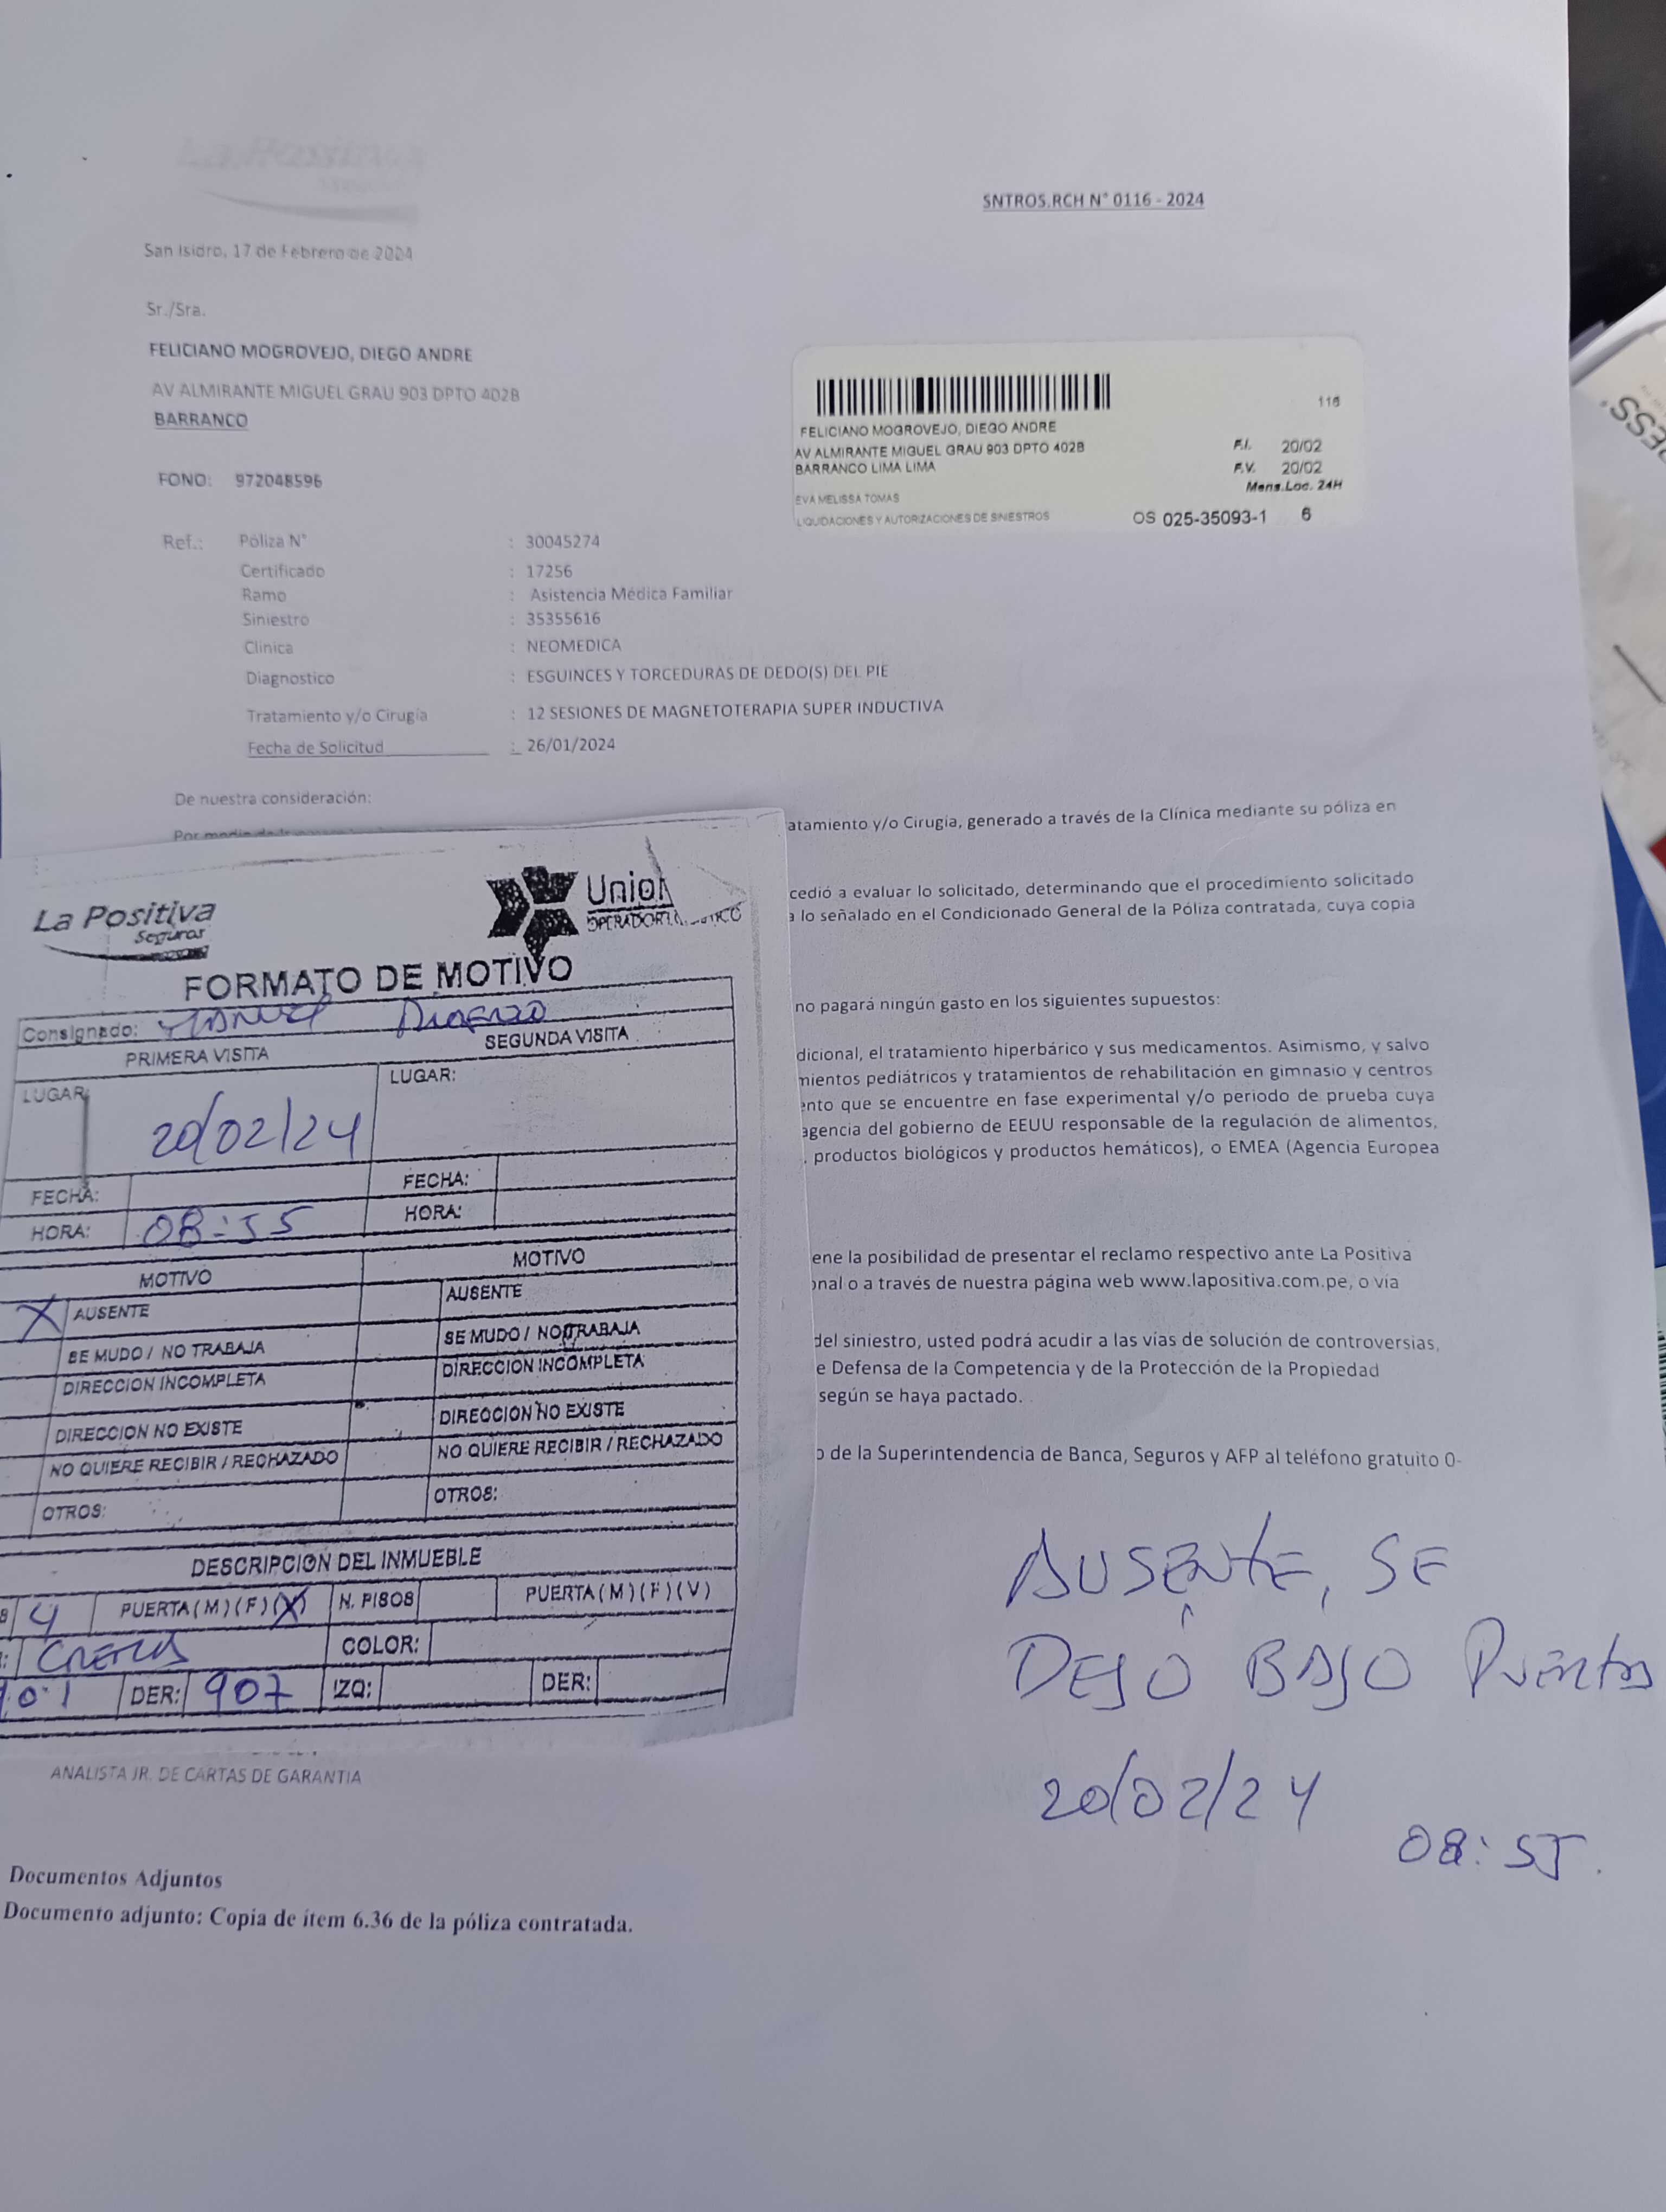 La Positiva
SNTROS.RCH N° 0116 - 2024
San Isidro, 17 de Febrero de 2024
Sr./Sra.
FELICIANO MOGROVEJO, DIEGO ANDRE
AV ALMIRANTE MIGUEL GRAU 903 DPTO 402B
BARRANCO
FONO: 972048596
116
FELICIANO MOGROVEJO, DIEGO ANDRE
AV ALMIRANTE MIGUEL GRAU 903 DPTO 402B
BARRANCO LIMA LIMA
F.I. 20/02
F.V. 20/02
Mens.Loc. 24H
EVA MELISSA TOMAS
LIQUIDACIONES Y AUTORIZACIONES DE SINIESTROS
OS 025-35093-1 6
Ref.: Póliza N° : 30045274
Certificado : 17256
Ramo : Asistencia Médica Familiar
Siniestro : 35355616
Clinica : NEOMEDICA
Diagnostico : ESGUINCES Y TORCEDURAS DE DEDO(S) DEL PIE
Tratamiento y/o Cirugía : 12 SESIONES DE MAGNETOTERAPIA SUPER INDUCTIVA
Fecha de Solicitud : 26/01/2024
De nuestra consideración:
Por medio de
atamiento y/o Cirugia, generado a través de la Clínica mediante su póliza en
cedió a evaluar lo solicitado, determinando que el procedimiento solicitado
a lo señalado en el Condicionado General de la Póliza contratada, cuya copia
no pagará ningún gasto en los siguientes supuestos:
dicional, el tratamiento hiperbárico y sus medicamentos. Asimismo, y salvo
mientos pediátricos y tratamientos de rehabilitación en gimnasio y centros
ento que se encuentre en fase experimental y/o periodo de prueba cuya
agencia del gobierno de EEUU responsable de la regulación de alimentos,
, productos biológicos y productos hemáticos), o EMEA (Agencia Europea
ene la posibilidad de presentar el reclamo respectivo ante La Positiva
onal o a través de nuestra página web www.lapositiva.com.pe, o vía
del siniestro, usted podrá acudir a las vías de solución de controversias,
e Defensa de la Competencia y de la Protección de la Propiedad
según se haya pactado.
o de la Superintendencia de Banca, Seguros y AFP al teléfono gratuito 0-
La Positiva
Seguros
Union
FORMATO DE MOTIVO
Consignado:
PRIMERA VISITA SEGUNDA VISITA
LUGAR: LUGAR:
20/02/24
FECHA: FECHA:
HORA: 08:55 HORA:
MOTIVO MOTIVO
X AUSENTE AUSENTE
SE MUDO / NO TRABAJA SE MUDO / NO TRABAJA
DIRECCION INCOMPLETA DIRECCION INCOMPLETA
DIRECCION NO EXISTE DIRECCION NO EXISTE
NO QUIERE RECIBIR / RECHAZADO NO QUIERE RECIBIR / RECHAZADO
OTROS: OTROS:
DESCRIPCION DEL INMUEBLE
4 PUERTA (M) (F) (X) N. PISOS PUERTA (M) (F) (V)
COLOR:
DER: 907 IZQ: DER:
AUSENTE, SE
DEJÓ BAJO Puerta
20/02/24
08:55.
ANALISTA JR. DE CARTAS DE GARANTIA
Documentos Adjuntos
Documento adjunto: Copia de ítem 6.36 de la póliza contratada.